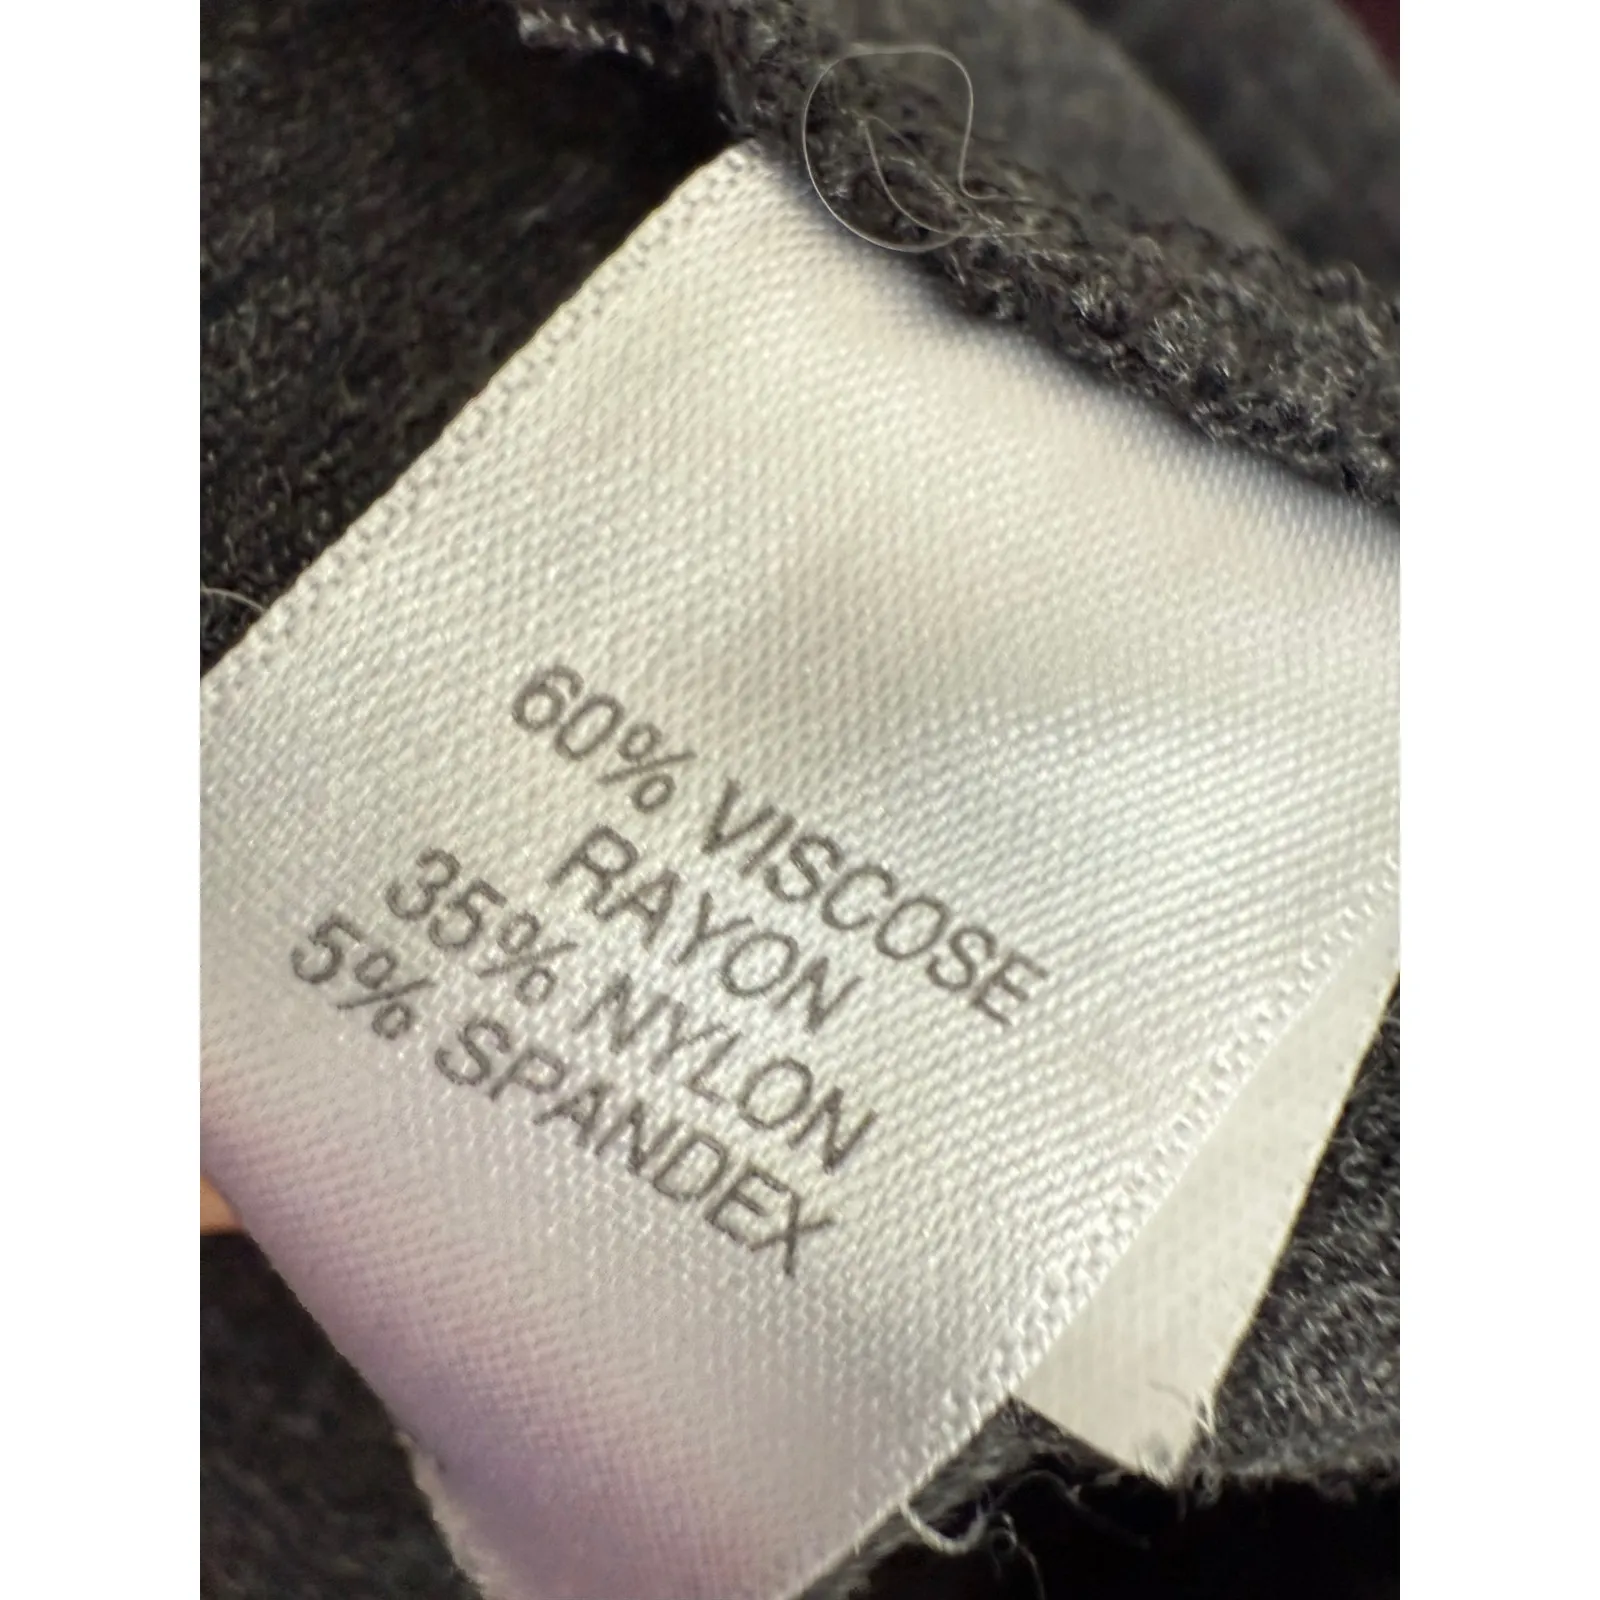 60% VISCOSE
RAYON
35% NYLON
5% SPANDEX